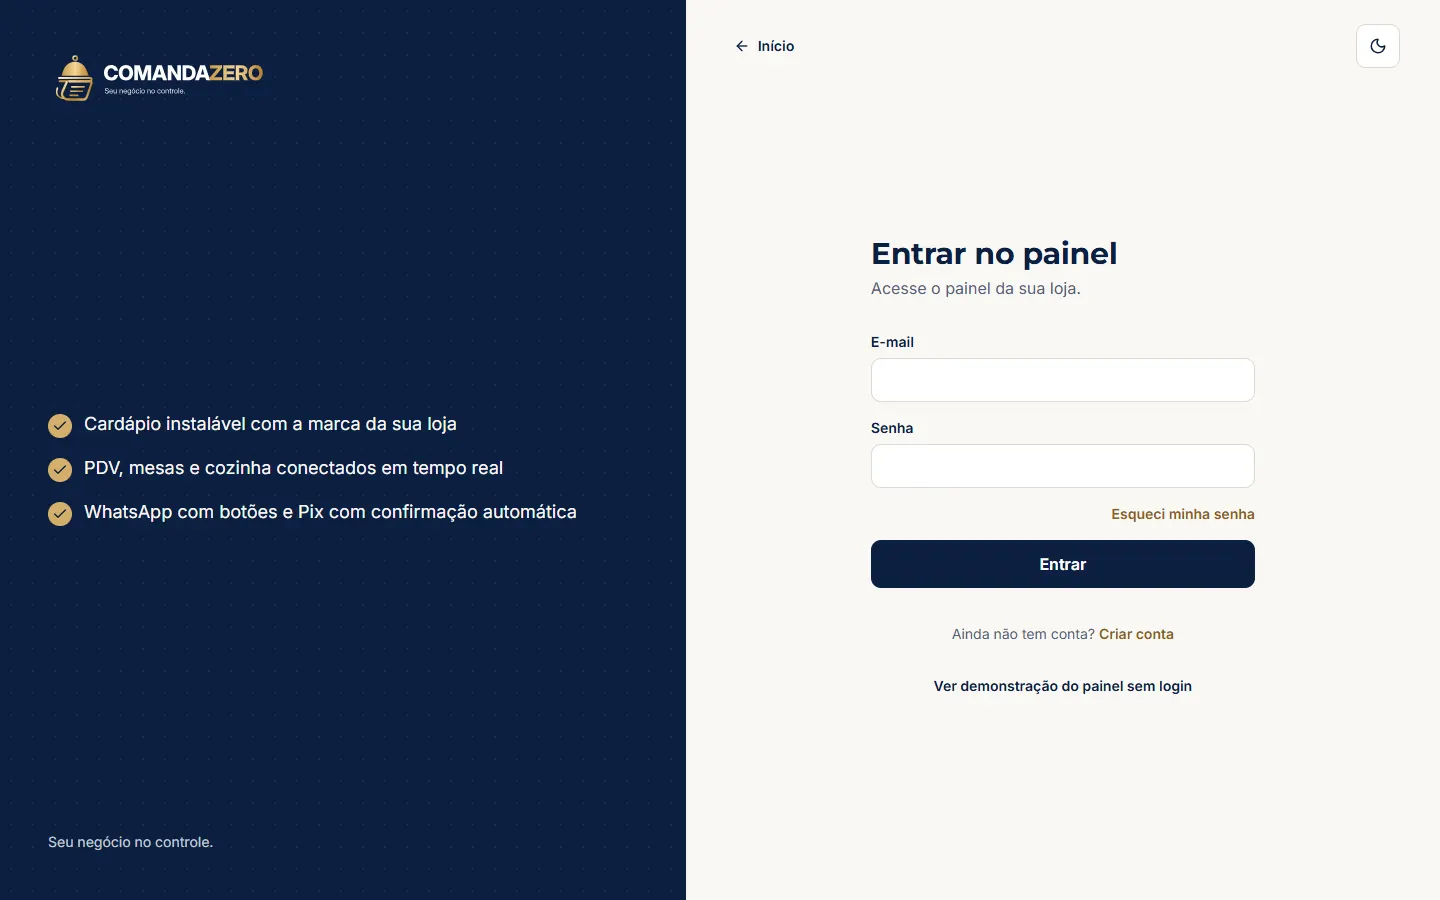 COMANDAZERO
Seu negócio no controle.
Cardápio instalável com a marca da sua loja
PDV, mesas e cozinha conectados em tempo real
WhatsApp com botões e Pix com confirmação automática
Seu negócio no controle.
Início
Entrar no painel
Acesse o painel da sua loja.
E-mail
Senha
Esqueci minha senha
Entrar
Ainda não tem conta? Criar conta
Ver demonstração do painel sem login